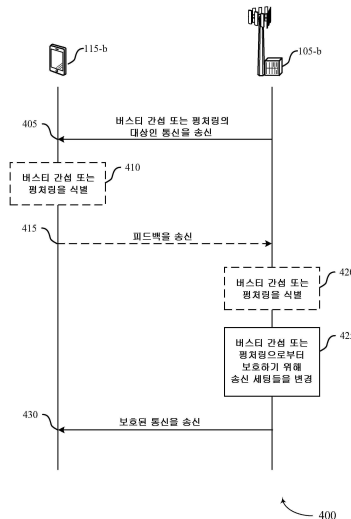 115-b
105-b
버스티 간섭 또는 펑처링의
대상인 통신을 송신
405
410
버스티 간섭 또는
펑처링을 식별
415
피드백을 송신
420
버스티 간섭 또는
펑처링을 식별
425
버스티 간섭 또는
펑처링으로부터
보호하기 위해
송신 세팅들을 변경
430
보호된 통신을 송신
400